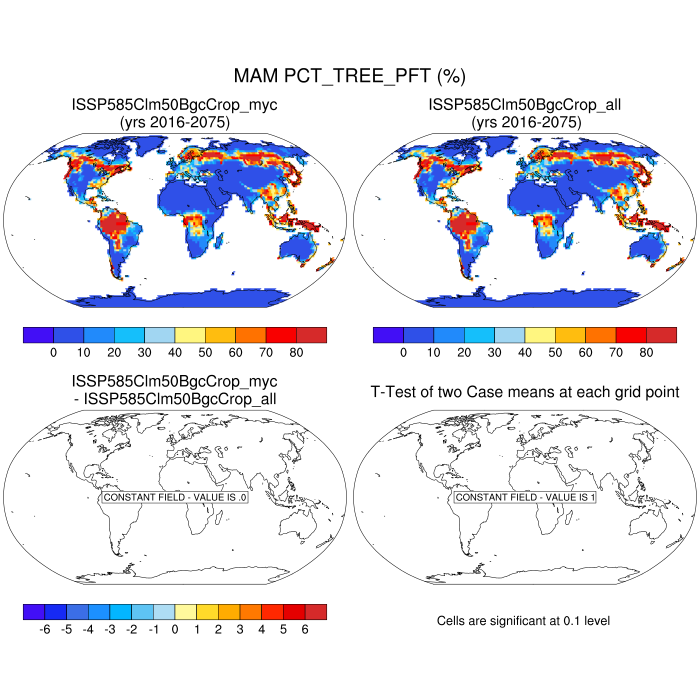 MAM PCT_TREE_PFT (%)
ISSP585Clm50BgcCrop_myc
(yrs 2016-2075)
ISSP585Clm50BgcCrop_all
(yrs 2016-2075)
0 10 20 30 40 50 60 70 80
0 10 20 30 40 50 60 70 80
ISSP585Clm50BgcCrop_myc
- ISSP585Clm50BgcCrop_all
T-Test of two Case means at each grid point
CONSTANT FIELD - VALUE IS .0
CONSTANT FIELD - VALUE IS 1
-6 -5 -4 -3 -2 -1 0 1 2 3 4 5 6
Cells are significant at 0.1 level